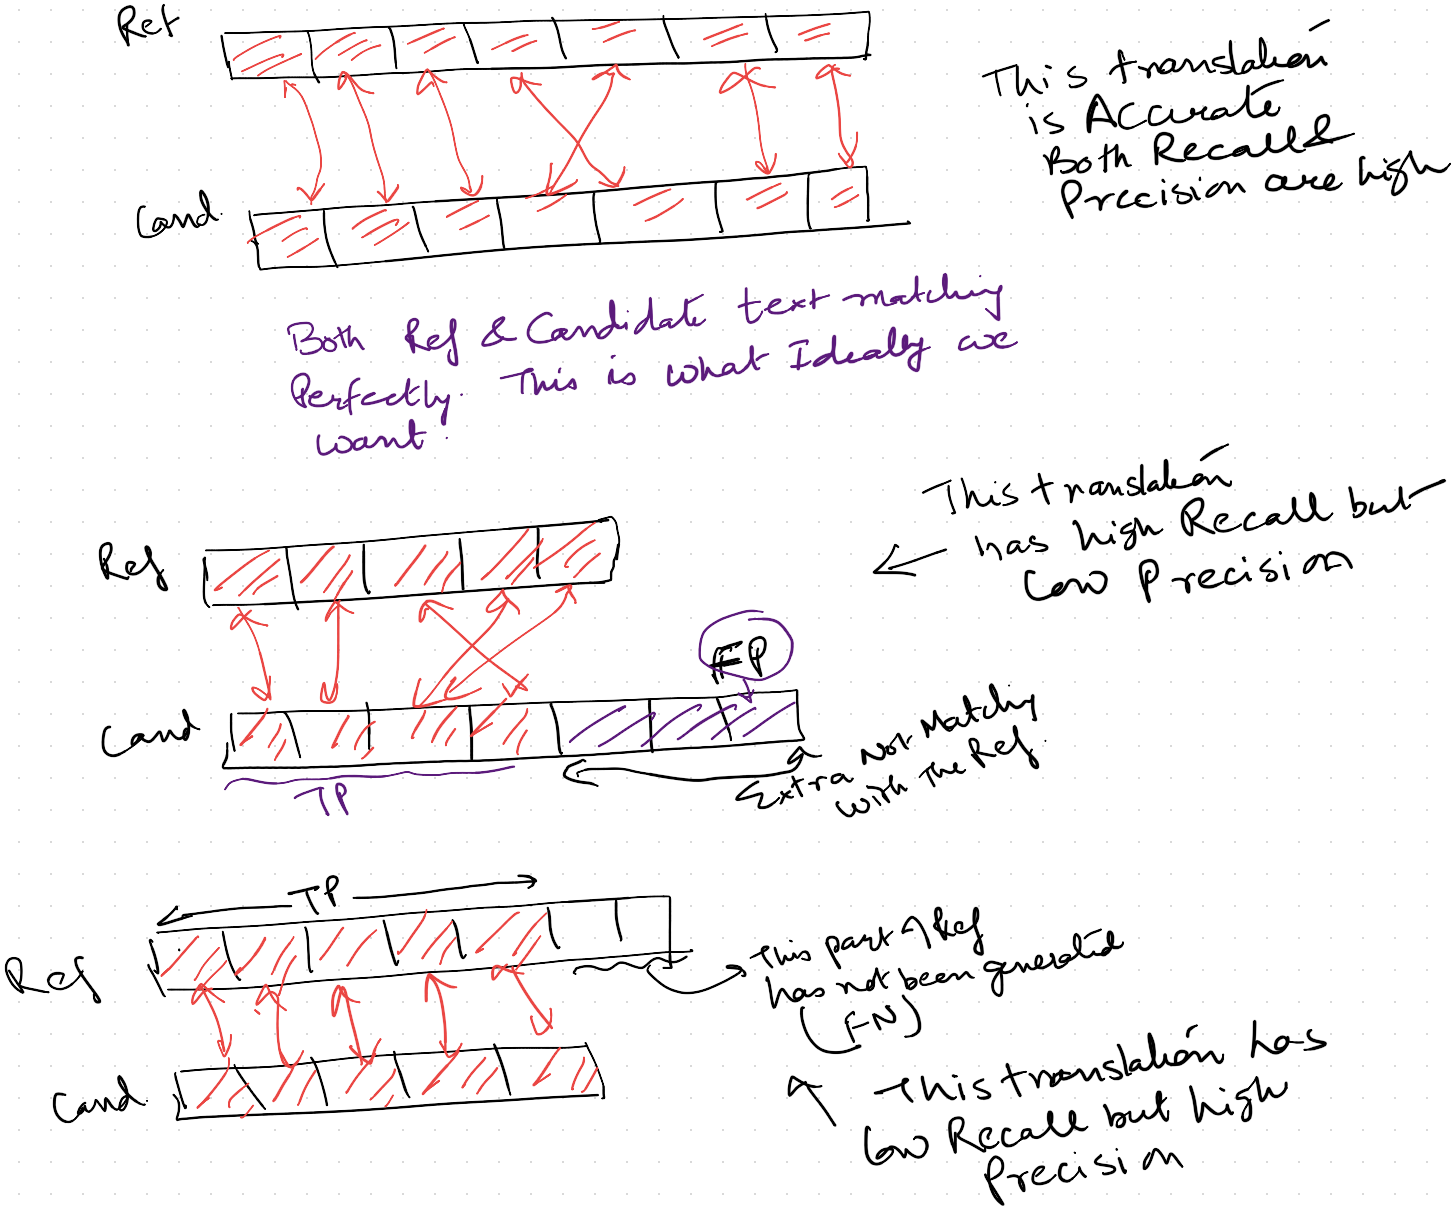 Ref
This translation
is Accurate
Both Recall &
Precision are high
Cand.
Both Ref & Candidate text matching
Perfectly. This is what Ideally we
want.
This translation
has high Recall but
Low Precision
Ref
FP
Cand
TP
Extra Not Matching
with The Ref.
TP
Ref
This part of Ref
has not been generated
(FN)
Cand.
This translation has
low Recall but high
Precision